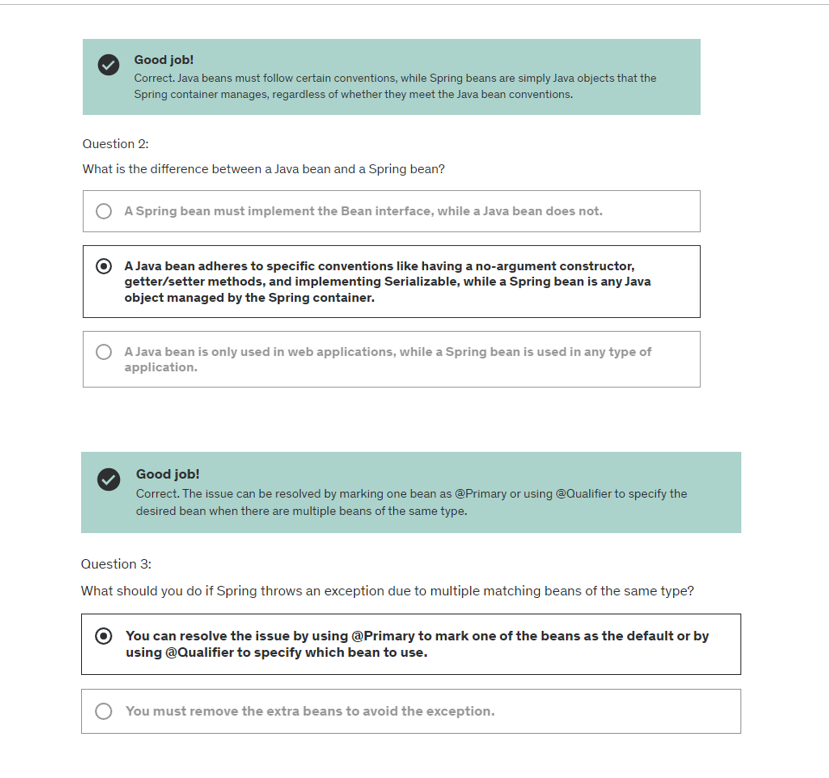 Good job!
Correct. Java beans must follow certain conventions, while Spring beans are simply Java objects that the
Spring container manages, regardless of whether they meet the Java bean conventions.
Question 2:
What is the difference between a Java bean and a Spring bean?
A Spring bean must implement the Bean interface, while a Java bean does not.
A Java bean adheres to specific conventions like having a no-argument constructor,
getter/setter methods, and implementing Serializable, while a Spring bean is any Java
object managed by the Spring container.
A Java bean is only used in web applications, while a Spring bean is used in any type of
application.
Good job!
Correct. The issue can be resolved by marking one bean as @Primary or using @Qualifier to specify the
desired bean when there are multiple beans of the same type.
Question 3:
What should you do if Spring throws an exception due to multiple matching beans of the same type?
You can resolve the issue by using @Primary to mark one of the beans as the default or by
using @Qualifier to specify which bean to use.
You must remove the extra beans to avoid the exception.